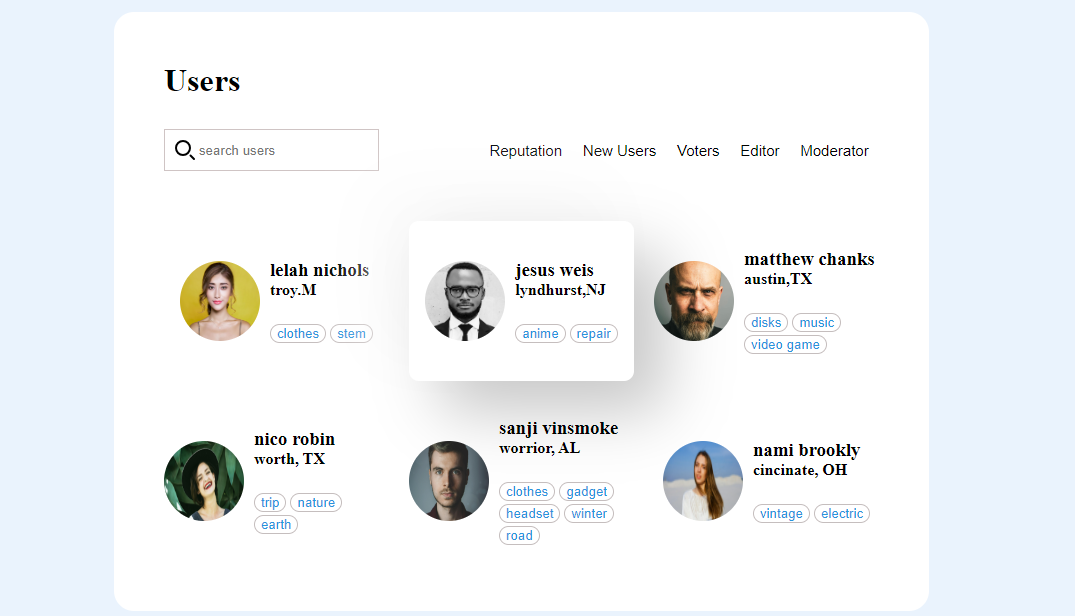 Users
search users
Reputation New Users Voters Editor Moderator
lelah nichols
troy.M
clothes stem
jesus weis
lyndhurst,NJ
anime repair
matthew chanks
austin,TX
disks music
video game
nico robin
worth, TX
trip nature
earth
sanji vinsmoke
worrior, AL
clothes gadget
headset winter
road
nami brookly
cincinate, OH
vintage electric